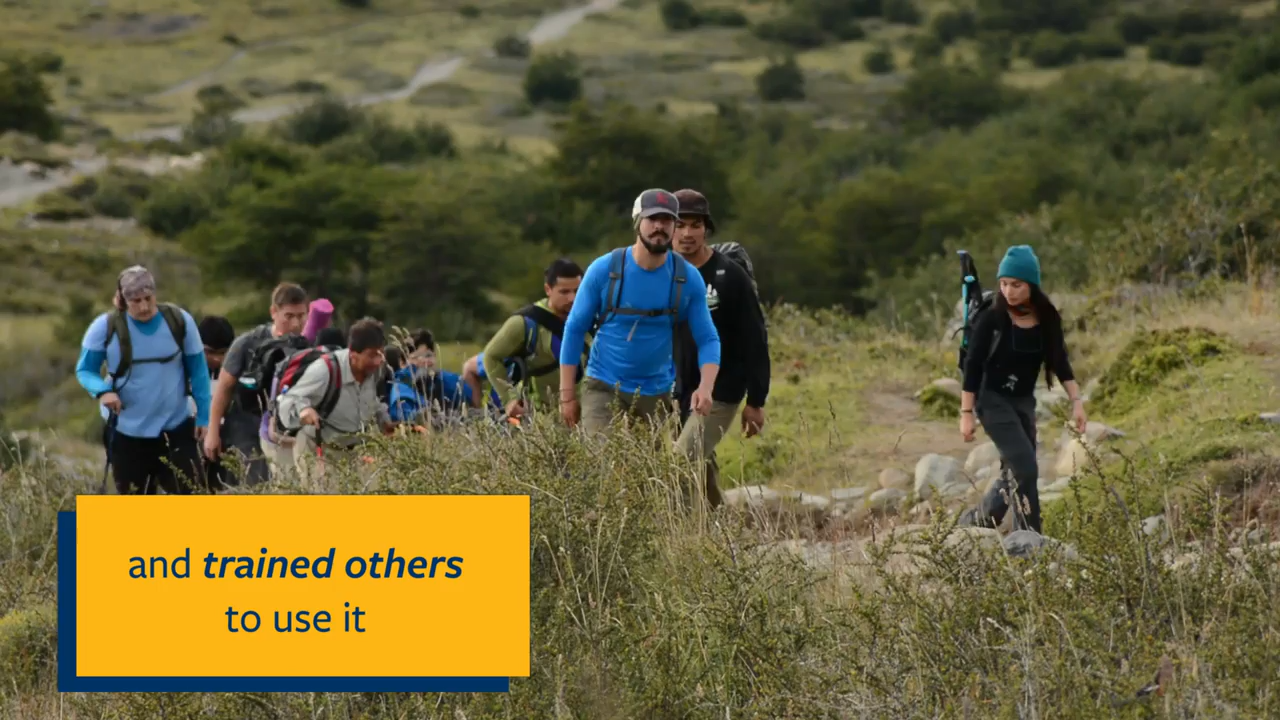 and trained others
to use it